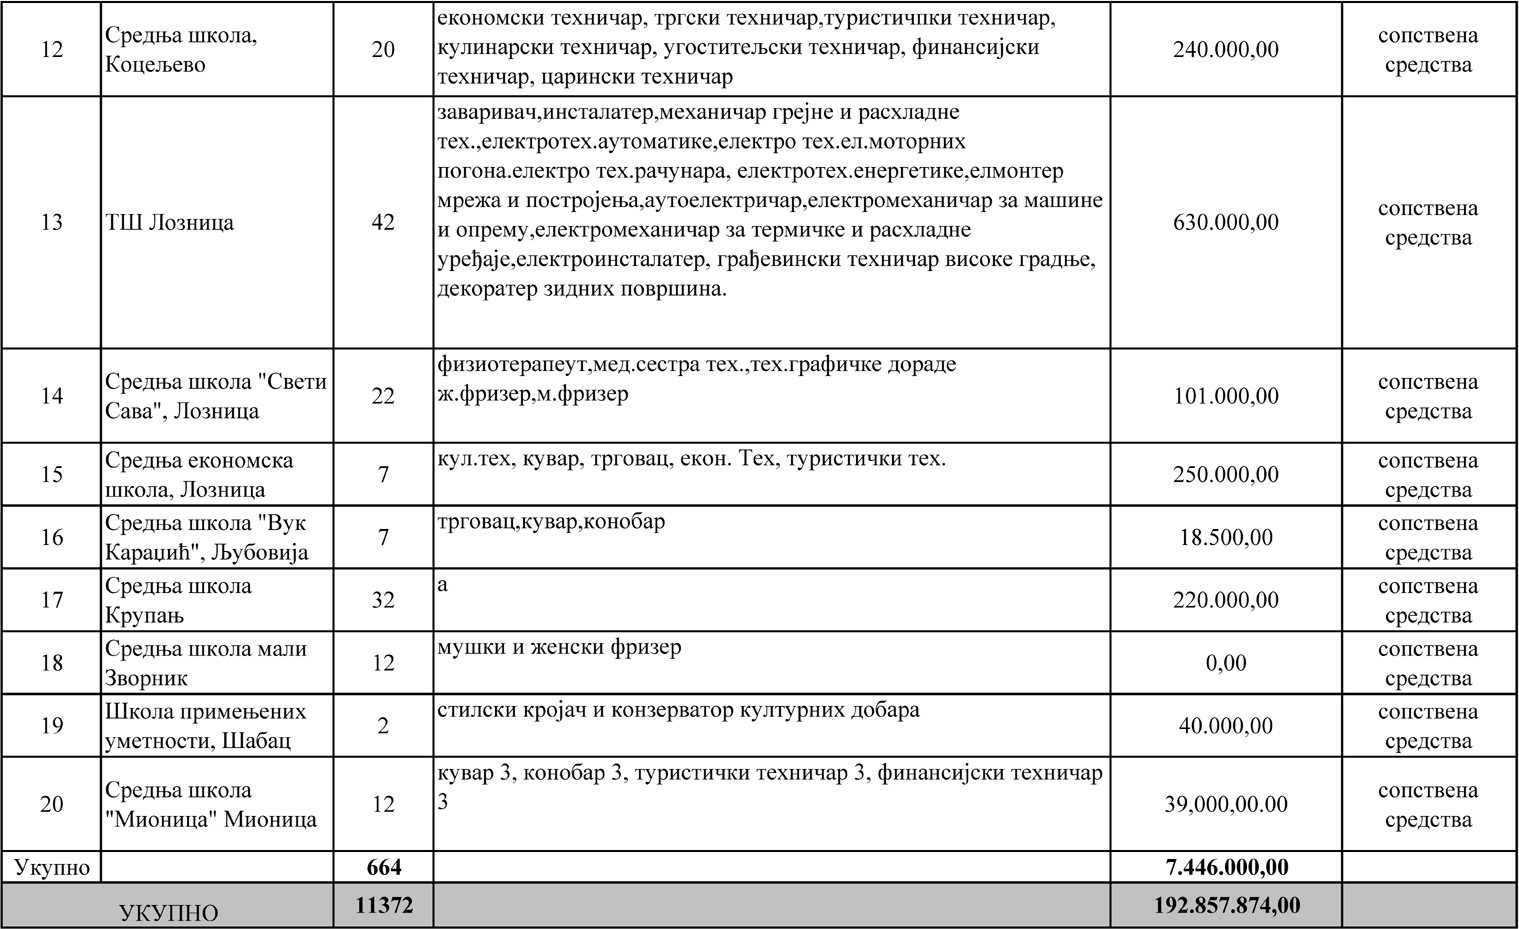 12
Средња школа,
Коцељево
20
економски техничар, тргски техничар,туристичпки техничар,
кулинарски техничар, угоститељски техничар, финансијски
техничар, царински техничар
240.000,00
сопствена
средства
13
ТШ Лозница
42
заваривач,инсталатер,механичар грејне и расхладне
тех.,електротех.аутоматике,електро тех.ел.моторних
погона.електро тех.рачунара, електротех.енергетике,елмонтер
мрежа и постројења,аутоелектричар,електромеханичар за машине
и опрему,електромеханичар за термичке и расхладне
уређаје,електроинсталатер, грађевински техничар високе градње,
декоратер зидних површина.
630.000,00
сопствена
средства
14
Средња школа "Свети
Сава", Лозница
22
физиотерапеут,мед.сестра тех.,тех.графичке дораде
ж.фризер,м.фризер
101.000,00
сопствена
средства
15
Средња економска
школа, Лозница
7
кул.тех, кувар, трговац, екон. Тех, туристички тех.
250.000,00
сопствена
средства
16
Средња школа "Вук
Караџић", Љубовија
7
трговац,кувар,конобар
18.500,00
сопствена
средства
17
Средња школа
Крупањ
32
а
220.000,00
сопствена
средства
18
Средња школа мали
Зворник
12
мушки и женски фризер
0,00
сопствена
средства
19
Школа примењених
уметности, Шабац
2
стилски кројач и конзерватор културних добара
40.000,00
сопствена
средства
20
Средња школа
"Мионица" Мионица
12
кувар 3, конобар 3, туристички техничар 3, финансијски техничар
3
39,000,00.00
сопствена
средства
Укупно
664
7.446.000,00
УКУПНО
11372
192.857.874,00